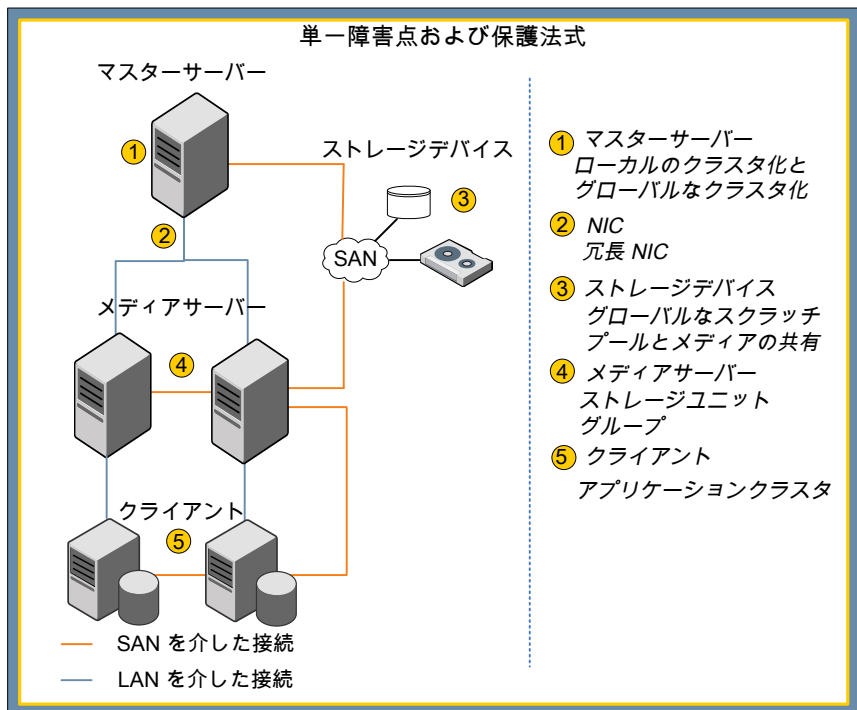 単一障害点および保護法式
マスターサーバー
1
ストレージデバイス
3
2
SAN
メディアサーバー
4
クライアント
5
SAN を介した接続
LAN を介した接続
1 マスターサーバー
ローカルのクラスタ化と
グローバルなクラスタ化
2 NIC
冗長 NIC
3 ストレージデバイス
グローバルなスクラッチ
プールとメディアの共有
4 メディアサーバー
ストレージユニット
グループ
5 クライアント
アプリケーションクラスタ